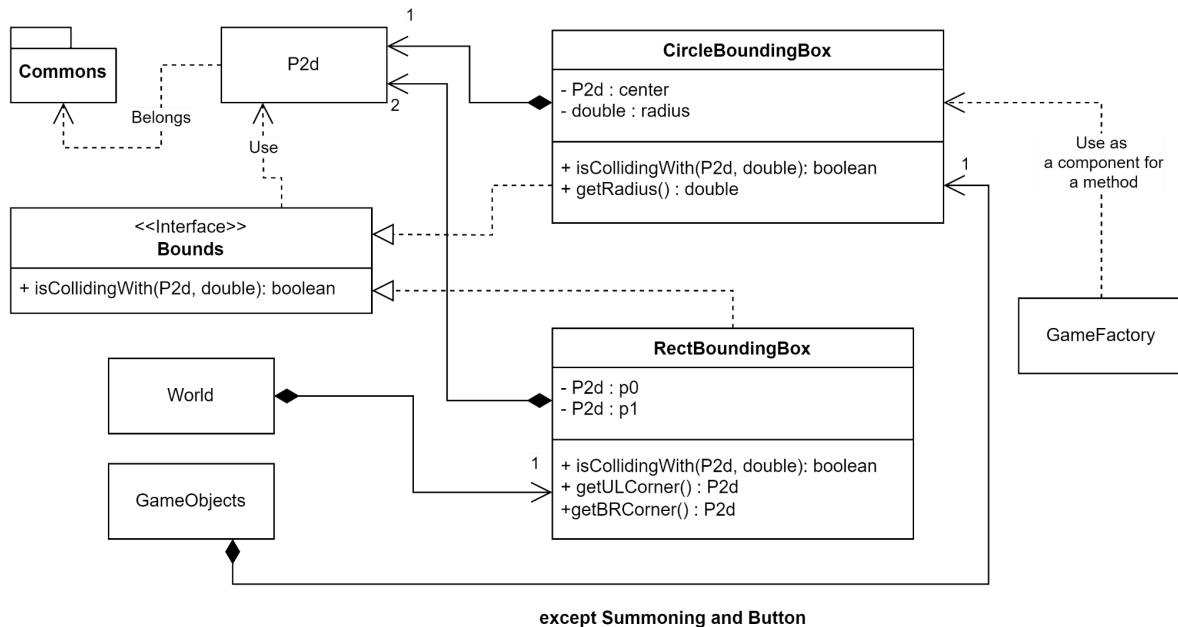 1
Commons
P2d
CircleBoundingBox
- P2d : center
- double : radius
2
Belongs
Use
Use as
a component for
a method
+ isCollidingWith(P2d, double): boolean
+ getRadius() : double
1
<<Interface>>
Bounds
+ isCollidingWith(P2d, double): boolean
GameFactory
RectBoundingBox
- P2d : p0
- P2d : p1
World
1
+ isCollidingWith(P2d, double): boolean
+ getULCorner() : P2d
+getBRCorner() : P2d
GameObjects
except Summoning and Button